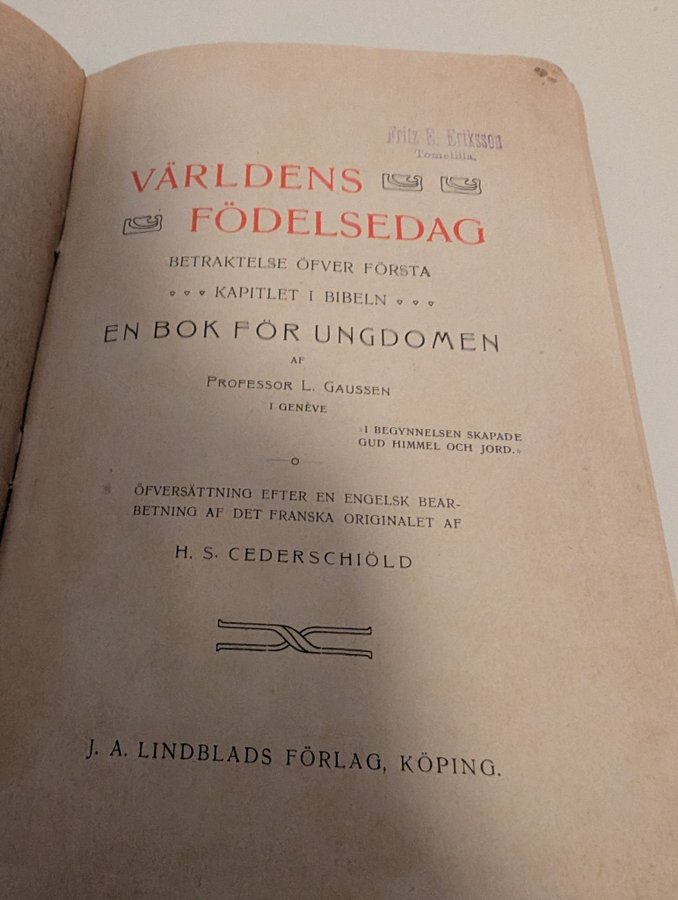 Fritz E. Eriksson
Tomelilla.
VÄRLDENS
FÖDELSEDAG
BETRAKTELSE ÖFVER FÖRSTA
KAPITLET I BIBELN
EN BOK FÖR UNGDOMEN
AF
PROFESSOR L. GAUSSEN
I GENÈVE
»I BEGYNNELSEN SKAPADE
GUD HIMMEL OCH JORD.»
ÖFVERSÄTTNING EFTER EN ENGELSK BEAR-
BETNING AF DET FRANSKA ORIGINALET AF
H. S. CEDERSCHIÖLD
J. A. LINDBLADS FÖRLAG, KÖPING.